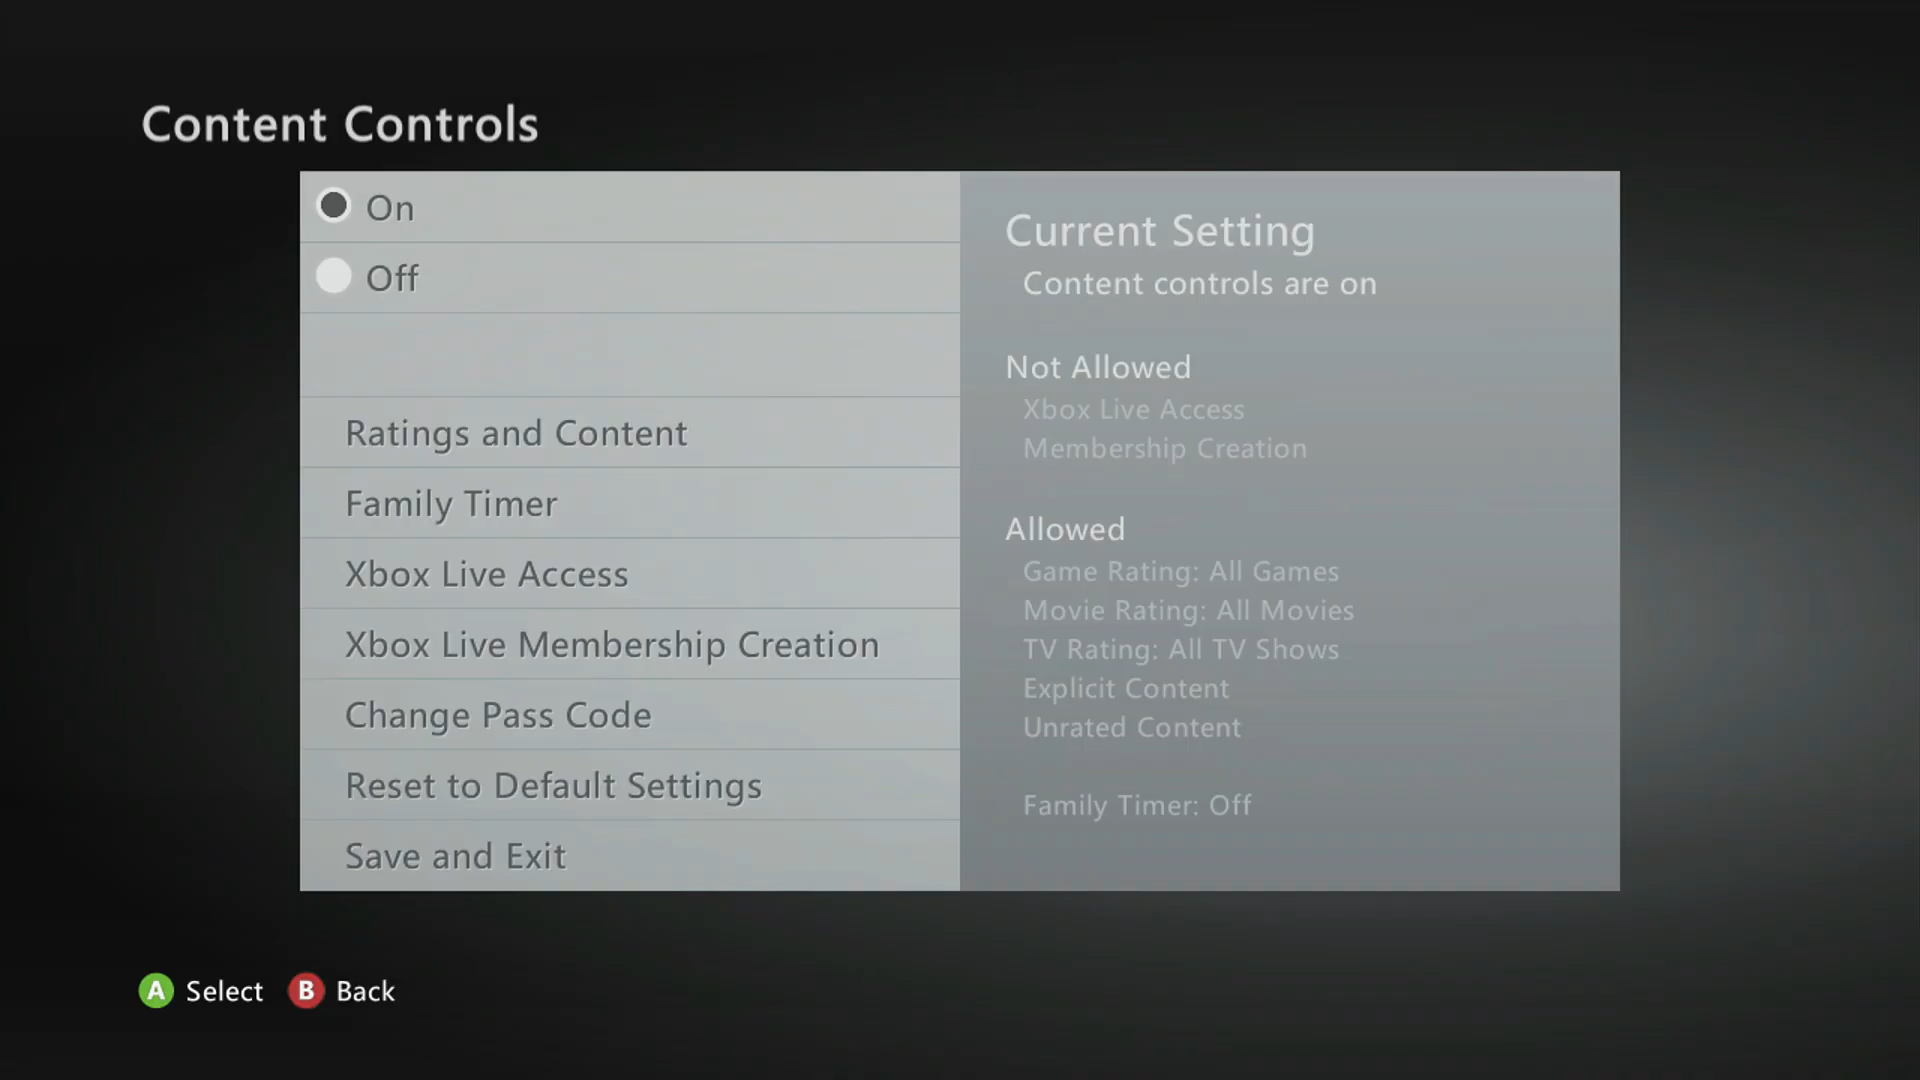 Content Controls
On
Off
Ratings and Content
Family Timer
Xbox Live Access
Xbox Live Membership Creation
Change Pass Code
Reset to Default Settings
Save and Exit
Current Setting
Content controls are on
Not Allowed
Xbox Live Access
Membership Creation
Allowed
Game Rating: All Games
Movie Rating: All Movies
TV Rating: All TV Shows
Explicit Content
Unrated Content
Family Timer: Off
A Select B Back